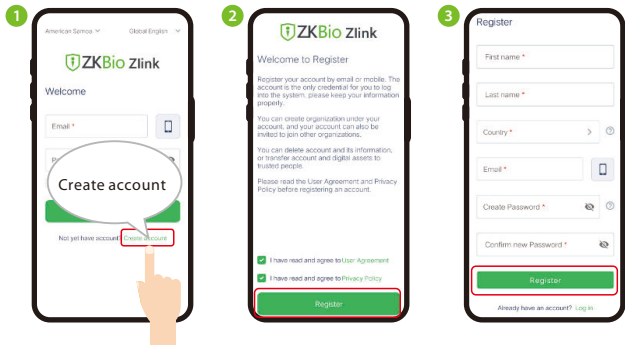 1
American Samoa
Global English
ZKBio Zlink
Welcome
Email *
Create account
Not yet have account? Create account
2
ZKBio Zlink
Welcome to Register
Register your account by email or mobile. The
account is the only credential for you to log
into the system, please keep your information
properly.
You can create organization under your
account, and your account can also be
invited to join other organizations.
You can delete account and its information,
or transfer account and digital assets to
trusted people.
Please read the User Agreement and Privacy
Policy before registering an account.
I have read and agree to User Agreement
I have read and agree to Privacy Policy
Register
3
Register
First name *
Last name *
Country *
Email *
Create Password *
Confirm new Password *
Register
Already have an account? Log in